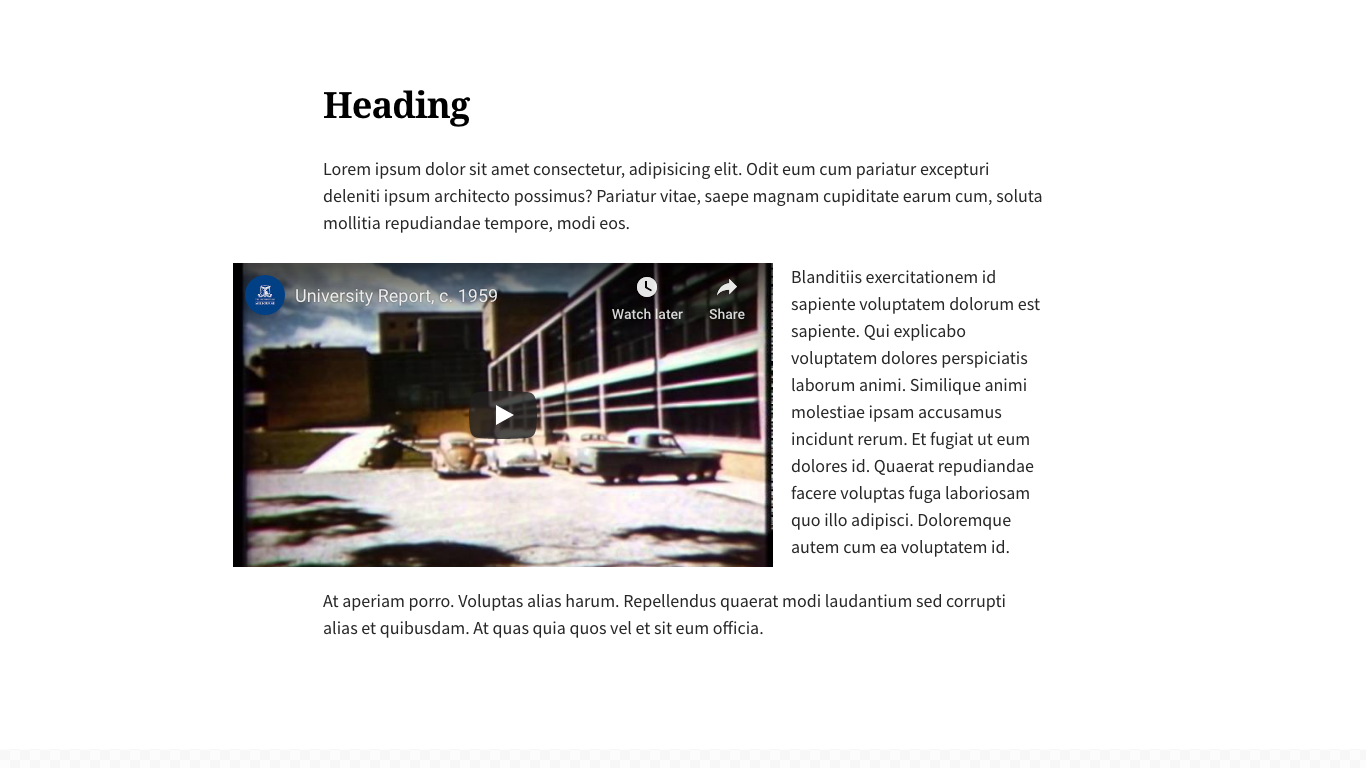 Heading
Lorem ipsum dolor sit amet consectetur, adipisicing elit. Odit eum cum pariatur excepturi
deleniti ipsum architecto possimus? Pariatur vitae, saepe magnam cupiditate earum cum, soluta
mollitia repudiandae tempore, modi eos.
University Report, c. 1959
Watch later
Share
Blanditiis exercitationem id
sapiente voluptatem dolorum est
sapiente. Qui explicabo
voluptatem dolores perspiciatis
laborum animi. Similique animi
molestiae ipsam accusamus
incidunt rerum. Et fugiat ut eum
dolores id. Quaerat repudiandae
facere voluptas fuga laboriosam
quo illo adipisci. Doloremque
autem cum ea voluptatem id.
At aperiam porro. Voluptas alias harum. Repellendus quaerat modi laudantium sed corrupti
alias et quibusdam. At quas quia quos vel et sit eum officia.